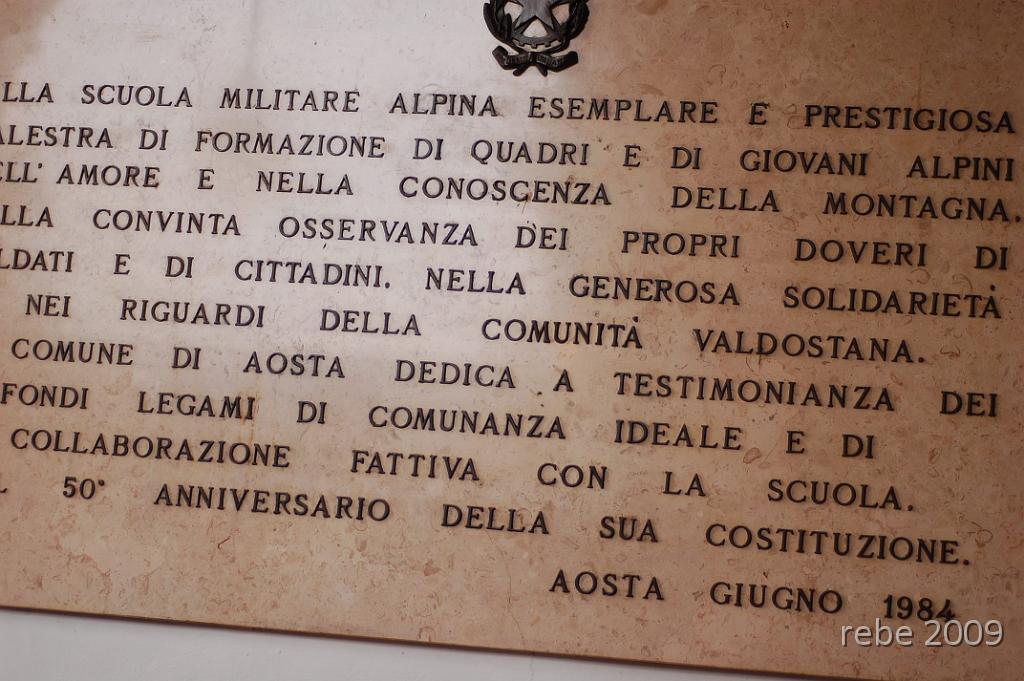 LLA SCUOLA MILITARE ALPINA ESEMPLARE E PRESTIGIOSA
ALESTRA DI FORMAZIONE DI QUADRI E DI GIOVANI ALPINI
ELL'AMORE E NELLA CONOSCENZA DELLA MONTAGNA.
LLA CONVINTA OSSERVANZA DEI PROPRI DOVERI DI
LDATI E DI CITTADINI. NELLA GENEROSA SOLIDARIETÀ
NEI RIGUARDI DELLA COMUNITÀ VALDOSTANA.
COMUNE DI AOSTA DEDICA A TESTIMONIANZA DEI
FONDI LEGAMI DI COMUNANZA IDEALE E DI
COLLABORAZIONE FATTIVA CON LA SCUOLA.
L 50° ANNIVERSARIO DELLA SUA COSTITUZIONE.
AOSTA GIUGNO 1984
rebe 2009